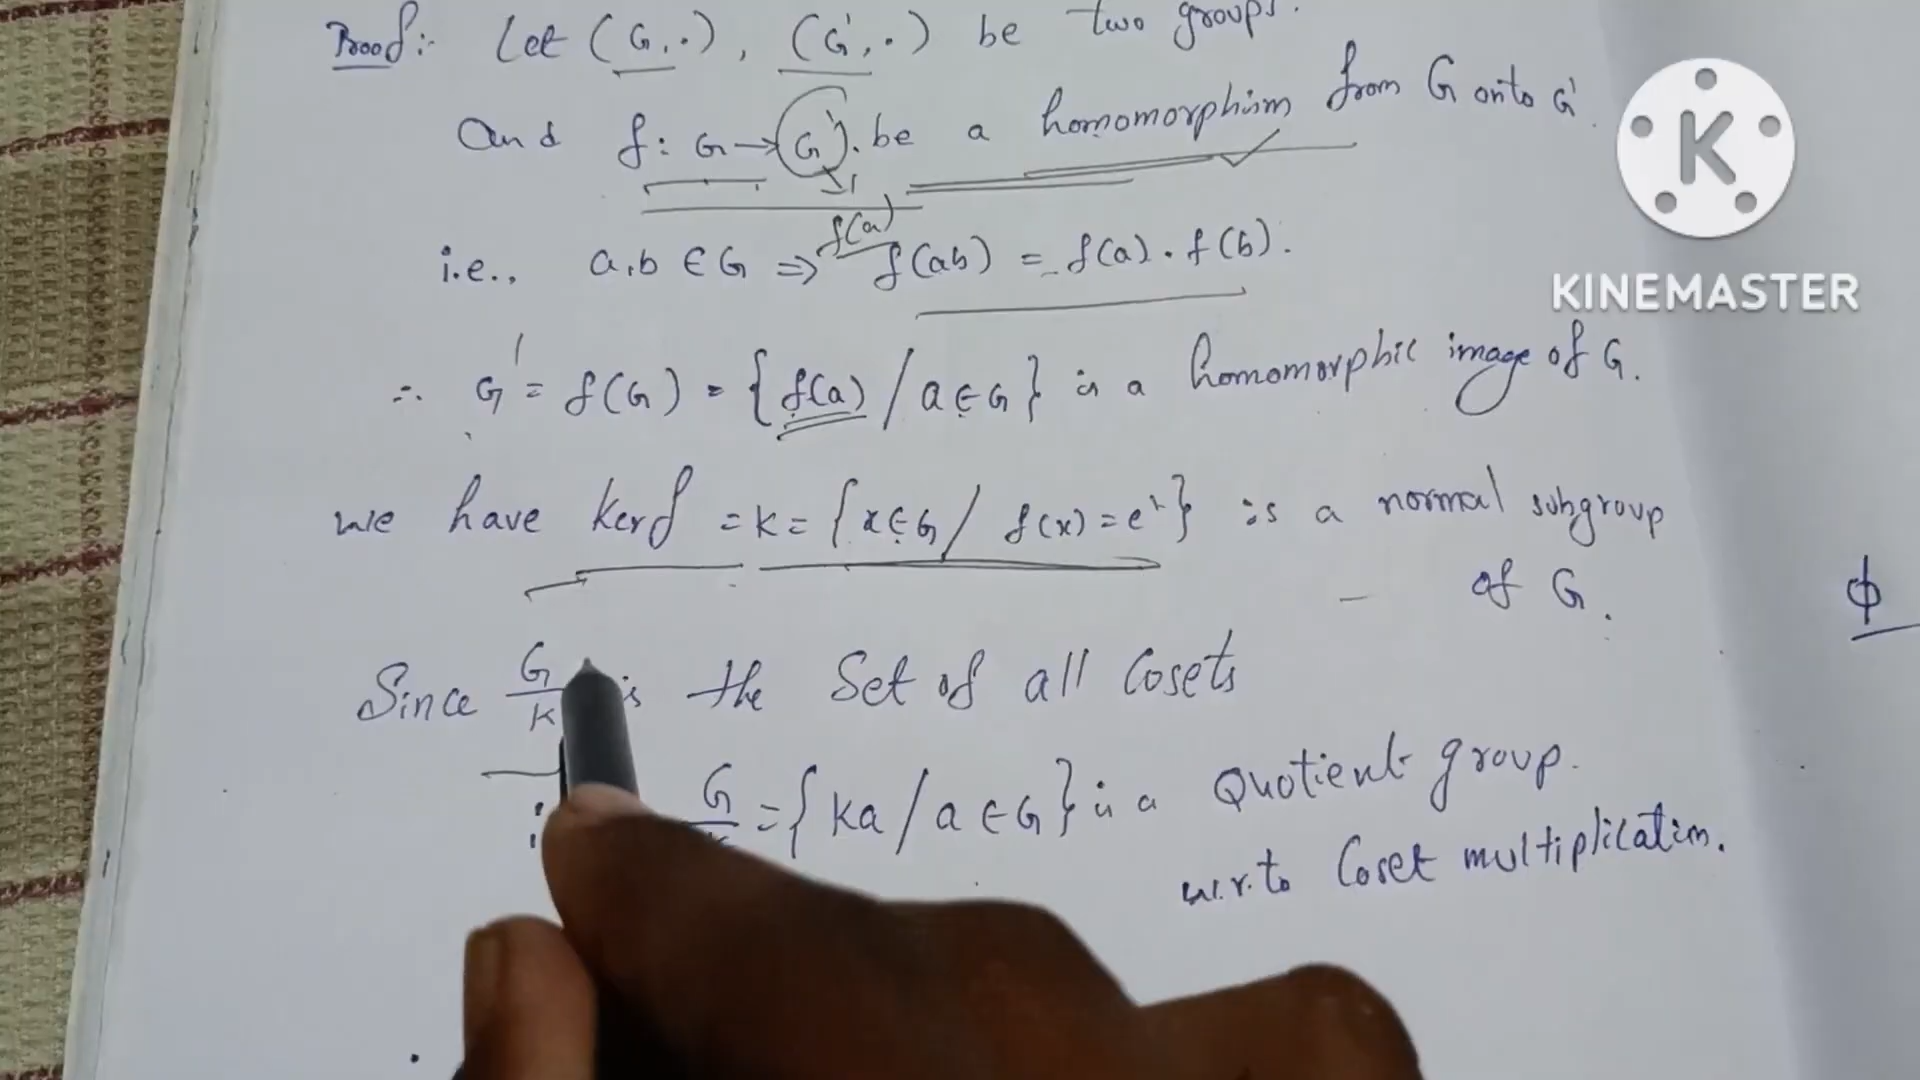 Proof:- Let (G, .), (G', .) be two groups.
And f: G → G'. be a homomorphism from G onto G'.
f(a)
i.e., a,b ∈ G ⇒ f(ab) = f(a) . f(b).
∴ G' = f(G) = {f(a) / a ∈ G} is a homomorphic image of G.
we have kerf = K = {x ∈ G / f(x) = e'} is a normal subgroup
of G.
ϕ
Since G/K is the Set of all Cosets
G/K = {Ka / a ∈ G} is a Quotient group.
w.r.to Coset multiplication.
K
KINEMASTER